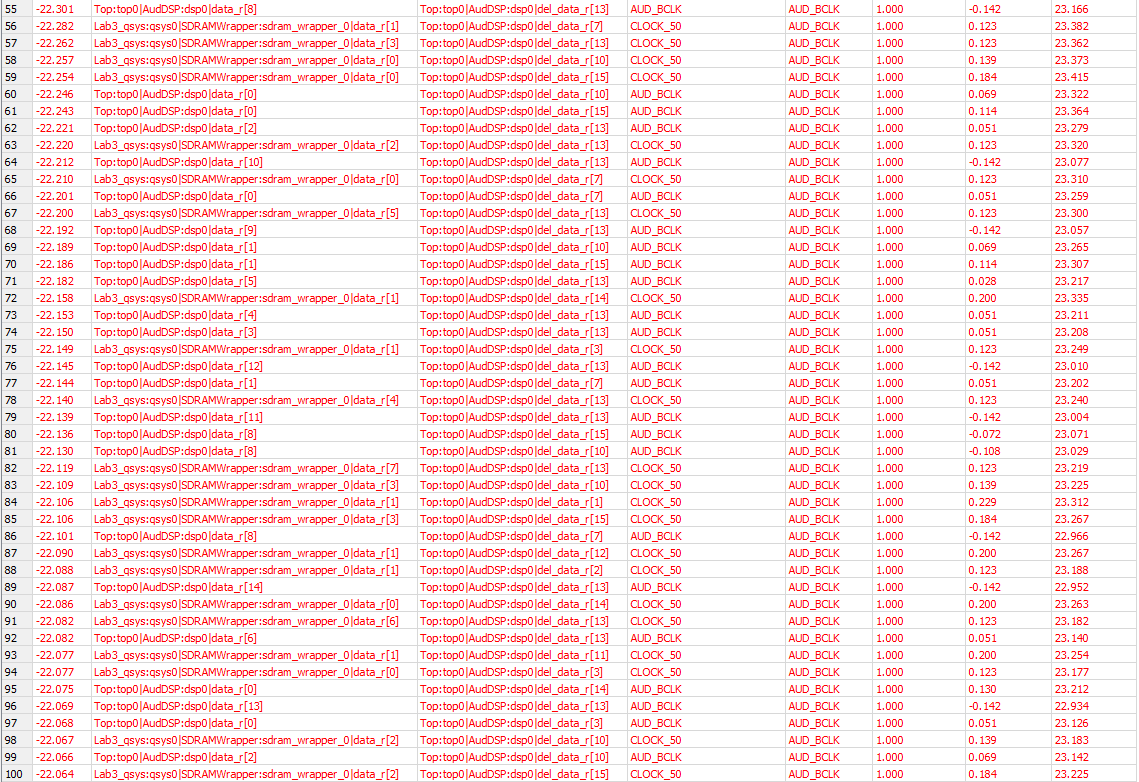 55 -22.301 Top:top0|AudDSP:dsp0|data_r[8] Top:top0|AudDSP:dsp0|del_data_r[13] AUD_BCLK AUD_BCLK 1.000 -0.142 23.166
56 -22.282 Lab3_qsys:qsys0|SDRAMWrapper:sdram_wrapper_0|data_r[1] Top:top0|AudDSP:dsp0|del_data_r[7] CLOCK_50 AUD_BCLK 1.000 0.123 23.382
57 -22.262 Lab3_qsys:qsys0|SDRAMWrapper:sdram_wrapper_0|data_r[3] Top:top0|AudDSP:dsp0|del_data_r[13] CLOCK_50 AUD_BCLK 1.000 0.123 23.362
58 -22.257 Lab3_qsys:qsys0|SDRAMWrapper:sdram_wrapper_0|data_r[0] Top:top0|AudDSP:dsp0|del_data_r[10] CLOCK_50 AUD_BCLK 1.000 0.139 23.373
59 -22.254 Lab3_qsys:qsys0|SDRAMWrapper:sdram_wrapper_0|data_r[0] Top:top0|AudDSP:dsp0|del_data_r[15] CLOCK_50 AUD_BCLK 1.000 0.184 23.415
60 -22.246 Top:top0|AudDSP:dsp0|data_r[0] Top:top0|AudDSP:dsp0|del_data_r[10] AUD_BCLK AUD_BCLK 1.000 0.069 23.322
61 -22.243 Top:top0|AudDSP:dsp0|data_r[0] Top:top0|AudDSP:dsp0|del_data_r[15] AUD_BCLK AUD_BCLK 1.000 0.114 23.364
62 -22.221 Top:top0|AudDSP:dsp0|data_r[2] Top:top0|AudDSP:dsp0|del_data_r[13] AUD_BCLK AUD_BCLK 1.000 0.051 23.279
63 -22.220 Lab3_qsys:qsys0|SDRAMWrapper:sdram_wrapper_0|data_r[2] Top:top0|AudDSP:dsp0|del_data_r[13] CLOCK_50 AUD_BCLK 1.000 0.123 23.320
64 -22.212 Top:top0|AudDSP:dsp0|data_r[10] Top:top0|AudDSP:dsp0|del_data_r[13] AUD_BCLK AUD_BCLK 1.000 -0.142 23.077
65 -22.210 Lab3_qsys:qsys0|SDRAMWrapper:sdram_wrapper_0|data_r[0] Top:top0|AudDSP:dsp0|del_data_r[7] CLOCK_50 AUD_BCLK 1.000 0.123 23.310
66 -22.201 Top:top0|AudDSP:dsp0|data_r[0] Top:top0|AudDSP:dsp0|del_data_r[7] AUD_BCLK AUD_BCLK 1.000 0.051 23.259
67 -22.200 Lab3_qsys:qsys0|SDRAMWrapper:sdram_wrapper_0|data_r[5] Top:top0|AudDSP:dsp0|del_data_r[13] CLOCK_50 AUD_BCLK 1.000 0.123 23.300
68 -22.192 Top:top0|AudDSP:dsp0|data_r[9] Top:top0|AudDSP:dsp0|del_data_r[13] AUD_BCLK AUD_BCLK 1.000 -0.142 23.057
69 -22.189 Top:top0|AudDSP:dsp0|data_r[1] Top:top0|AudDSP:dsp0|del_data_r[10] AUD_BCLK AUD_BCLK 1.000 0.069 23.265
70 -22.186 Top:top0|AudDSP:dsp0|data_r[1] Top:top0|AudDSP:dsp0|del_data_r[15] AUD_BCLK AUD_BCLK 1.000 0.114 23.307
71 -22.182 Top:top0|AudDSP:dsp0|data_r[5] Top:top0|AudDSP:dsp0|del_data_r[13] AUD_BCLK AUD_BCLK 1.000 0.028 23.217
72 -22.158 Lab3_qsys:qsys0|SDRAMWrapper:sdram_wrapper_0|data_r[1] Top:top0|AudDSP:dsp0|del_data_r[14] CLOCK_50 AUD_BCLK 1.000 0.200 23.335
73 -22.153 Top:top0|AudDSP:dsp0|data_r[4] Top:top0|AudDSP:dsp0|del_data_r[13] AUD_BCLK AUD_BCLK 1.000 0.051 23.211
74 -22.150 Top:top0|AudDSP:dsp0|data_r[3] Top:top0|AudDSP:dsp0|del_data_r[13] AUD_BCLK AUD_BCLK 1.000 0.051 23.208
75 -22.149 Lab3_qsys:qsys0|SDRAMWrapper:sdram_wrapper_0|data_r[1] Top:top0|AudDSP:dsp0|del_data_r[3] CLOCK_50 AUD_BCLK 1.000 0.123 23.249
76 -22.145 Top:top0|AudDSP:dsp0|data_r[12] Top:top0|AudDSP:dsp0|del_data_r[13] AUD_BCLK AUD_BCLK 1.000 -0.142 23.010
77 -22.144 Top:top0|AudDSP:dsp0|data_r[1] Top:top0|AudDSP:dsp0|del_data_r[7] AUD_BCLK AUD_BCLK 1.000 0.051 23.202
78 -22.140 Lab3_qsys:qsys0|SDRAMWrapper:sdram_wrapper_0|data_r[4] Top:top0|AudDSP:dsp0|del_data_r[13] CLOCK_50 AUD_BCLK 1.000 0.123 23.240
79 -22.139 Top:top0|AudDSP:dsp0|data_r[11] Top:top0|AudDSP:dsp0|del_data_r[13] AUD_BCLK AUD_BCLK 1.000 -0.142 23.004
80 -22.136 Top:top0|AudDSP:dsp0|data_r[8] Top:top0|AudDSP:dsp0|del_data_r[15] AUD_BCLK AUD_BCLK 1.000 -0.072 23.071
81 -22.130 Top:top0|AudDSP:dsp0|data_r[8] Top:top0|AudDSP:dsp0|del_data_r[10] AUD_BCLK AUD_BCLK 1.000 -0.108 23.029
82 -22.119 Lab3_qsys:qsys0|SDRAMWrapper:sdram_wrapper_0|data_r[7] Top:top0|AudDSP:dsp0|del_data_r[13] CLOCK_50 AUD_BCLK 1.000 0.123 23.219
83 -22.109 Lab3_qsys:qsys0|SDRAMWrapper:sdram_wrapper_0|data_r[3] Top:top0|AudDSP:dsp0|del_data_r[10] CLOCK_50 AUD_BCLK 1.000 0.139 23.225
84 -22.106 Lab3_qsys:qsys0|SDRAMWrapper:sdram_wrapper_0|data_r[1] Top:top0|AudDSP:dsp0|del_data_r[1] CLOCK_50 AUD_BCLK 1.000 0.229 23.312
85 -22.106 Lab3_qsys:qsys0|SDRAMWrapper:sdram_wrapper_0|data_r[3] Top:top0|AudDSP:dsp0|del_data_r[15] CLOCK_50 AUD_BCLK 1.000 0.184 23.267
86 -22.101 Top:top0|AudDSP:dsp0|data_r[8] Top:top0|AudDSP:dsp0|del_data_r[7] AUD_BCLK AUD_BCLK 1.000 -0.142 22.966
87 -22.090 Lab3_qsys:qsys0|SDRAMWrapper:sdram_wrapper_0|data_r[1] Top:top0|AudDSP:dsp0|del_data_r[12] CLOCK_50 AUD_BCLK 1.000 0.200 23.267
88 -22.088 Lab3_qsys:qsys0|SDRAMWrapper:sdram_wrapper_0|data_r[1] Top:top0|AudDSP:dsp0|del_data_r[2] CLOCK_50 AUD_BCLK 1.000 0.123 23.188
89 -22.087 Top:top0|AudDSP:dsp0|data_r[14] Top:top0|AudDSP:dsp0|del_data_r[13] AUD_BCLK AUD_BCLK 1.000 -0.142 22.952
90 -22.086 Lab3_qsys:qsys0|SDRAMWrapper:sdram_wrapper_0|data_r[0] Top:top0|AudDSP:dsp0|del_data_r[14] CLOCK_50 AUD_BCLK 1.000 0.200 23.263
91 -22.082 Lab3_qsys:qsys0|SDRAMWrapper:sdram_wrapper_0|data_r[6] Top:top0|AudDSP:dsp0|del_data_r[13] CLOCK_50 AUD_BCLK 1.000 0.123 23.182
92 -22.082 Top:top0|AudDSP:dsp0|data_r[6] Top:top0|AudDSP:dsp0|del_data_r[13] AUD_BCLK AUD_BCLK 1.000 0.051 23.140
93 -22.077 Lab3_qsys:qsys0|SDRAMWrapper:sdram_wrapper_0|data_r[1] Top:top0|AudDSP:dsp0|del_data_r[11] CLOCK_50 AUD_BCLK 1.000 0.200 23.254
94 -22.077 Lab3_qsys:qsys0|SDRAMWrapper:sdram_wrapper_0|data_r[0] Top:top0|AudDSP:dsp0|del_data_r[3] CLOCK_50 AUD_BCLK 1.000 0.123 23.177
95 -22.075 Top:top0|AudDSP:dsp0|data_r[0] Top:top0|AudDSP:dsp0|del_data_r[14] AUD_BCLK AUD_BCLK 1.000 0.130 23.212
96 -22.069 Top:top0|AudDSP:dsp0|data_r[13] Top:top0|AudDSP:dsp0|del_data_r[13] AUD_BCLK AUD_BCLK 1.000 -0.142 22.934
97 -22.068 Top:top0|AudDSP:dsp0|data_r[0] Top:top0|AudDSP:dsp0|del_data_r[3] AUD_BCLK AUD_BCLK 1.000 0.051 23.126
98 -22.067 Lab3_qsys:qsys0|SDRAMWrapper:sdram_wrapper_0|data_r[2] Top:top0|AudDSP:dsp0|del_data_r[10] CLOCK_50 AUD_BCLK 1.000 0.139 23.183
99 -22.066 Top:top0|AudDSP:dsp0|data_r[2] Top:top0|AudDSP:dsp0|del_data_r[10] AUD_BCLK AUD_BCLK 1.000 0.069 23.142
100 -22.064 Lab3_qsys:qsys0|SDRAMWrapper:sdram_wrapper_0|data_r[2] Top:top0|AudDSP:dsp0|del_data_r[15] CLOCK_50 AUD_BCLK 1.000 0.184 23.225